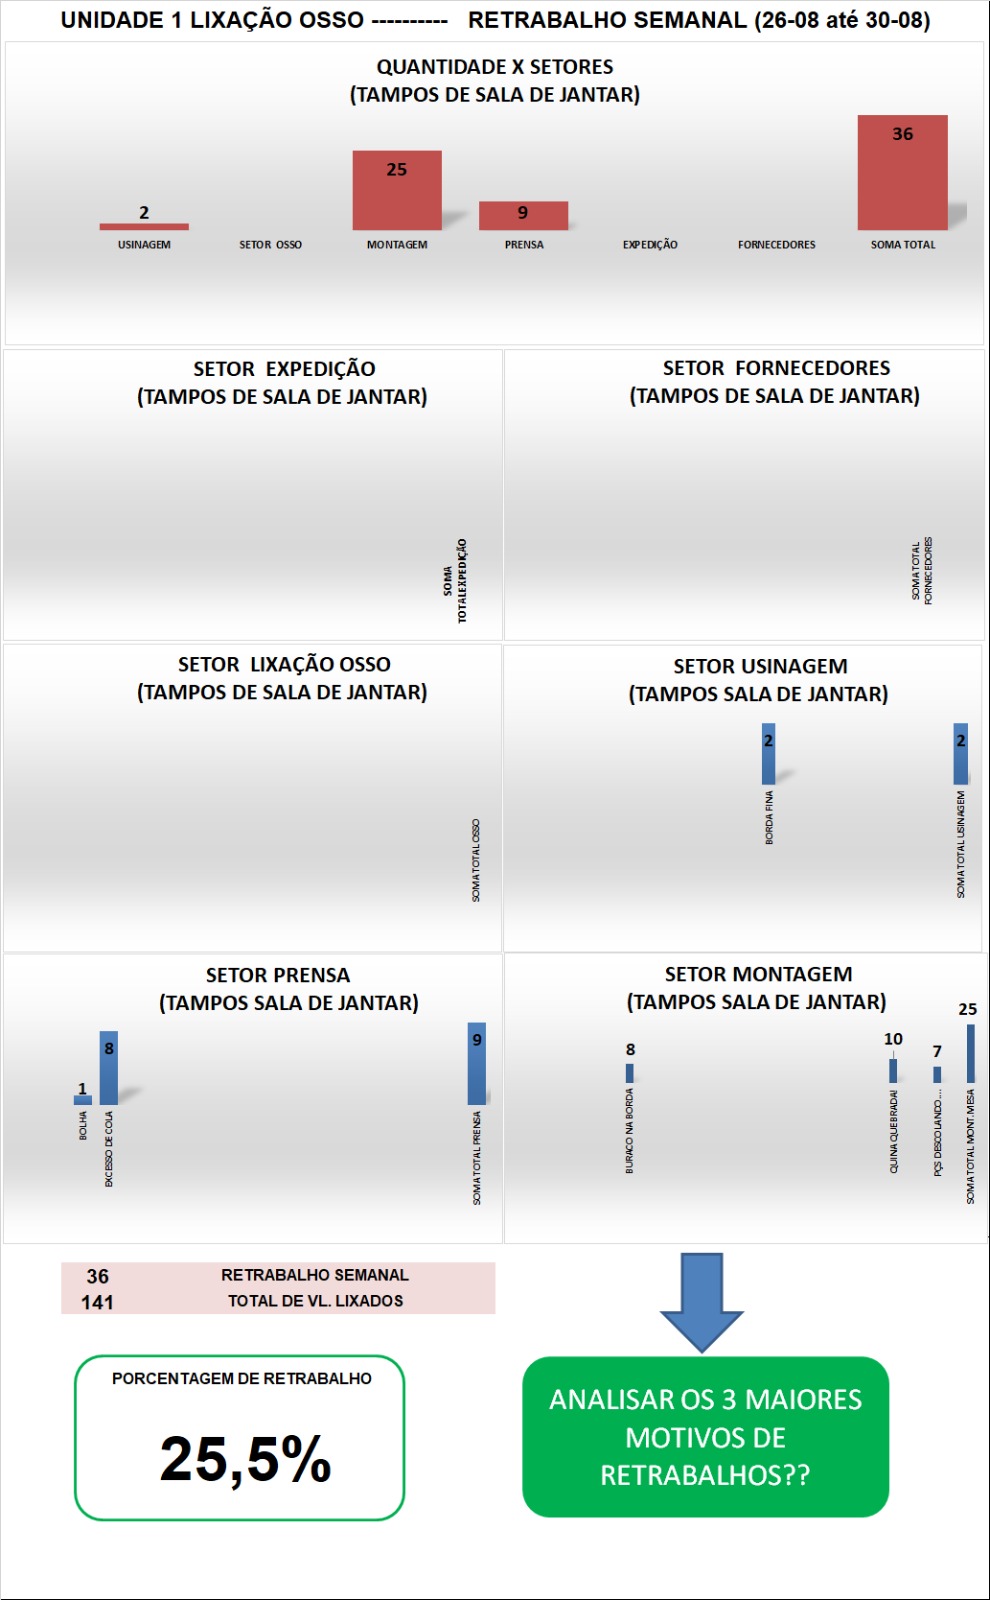 UNIDADE 1 LIXAÇÃO OSSO ---------- RETRABALHO SEMANAL (26-08 até 30-08)
QUANTIDADE X SETORES
(TAMPOS DE SALA DE JANTAR)
2
25
9
36
USINAGEM
SETOR OSSO
MONTAGEM
PRENSA
EXPEDIÇÃO
FORNECEDORES
SOMA TOTAL
SETOR EXPEDIÇÃO
(TAMPOS DE SALA DE JANTAR)
SOMA
TOTALEXPEDIÇÃO
SETOR FORNECEDORES
(TAMPOS DE SALA DE JANTAR)
SOMA TOTAL
FORNECEDORES
SETOR LIXAÇÃO OSSO
(TAMPOS DE SALA DE JANTAR)
SOMA TOTAL OSSO
SETOR USINAGEM
(TAMPOS SALA DE JANTAR)
2
2
BORDA FINA
SOMA TOTAL USINAGEM
SETOR PRENSA
(TAMPOS SALA DE JANTAR)
1
8
9
BOLHA
EXCESSO DE COLA
SOMA TOTAL PRENSA
SETOR MONTAGEM
(TAMPOS SALA DE JANTAR)
8
10
7
25
BURACO NA BORDA
QUINA QUEBRADA!
PÇS DESCOLANDO....
SOMA TOTAL MONT.MESA
36 RETRABALHO SEMANAL
141 TOTAL DE VL. LIXADOS
PORCENTAGEM DE RETRABALHO
25,5%
ANALISAR OS 3 MAIORES
MOTIVOS DE
RETRABALHOS??